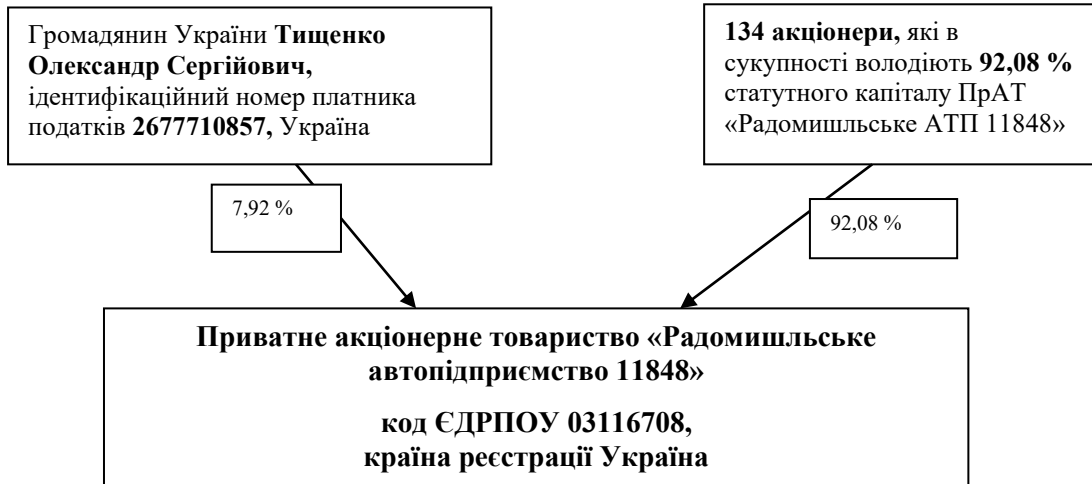 Громадянин України Тищенко
Олександр Сергійович,
ідентифікаційний номер платника
податків 2677710857, Україна
134 акціонери, які в
сукупності володіють 92,08 %
статутного капіталу ПрАТ
«Радомишльське АТП 11848»
7,92 %
92,08 %
Приватне акціонерне товариство «Радомишльське
автопідприємство 11848»
код ЄДРПОУ 03116708,
країна реєстрації Україна